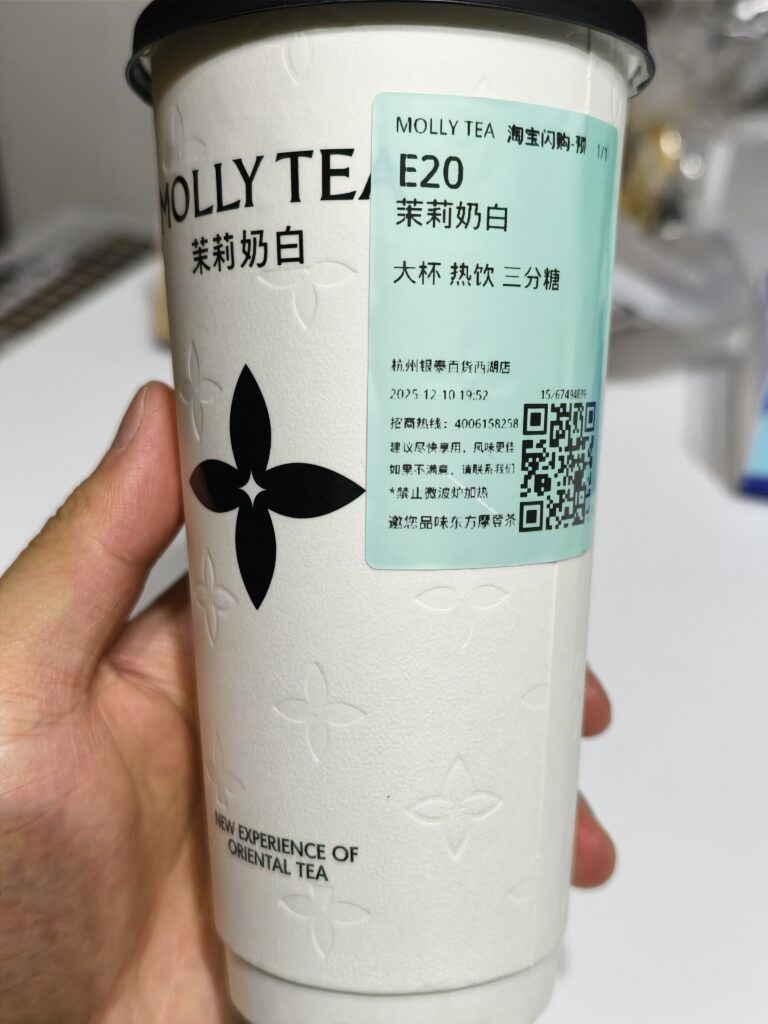 MOLLY TEA
茉莉奶白
MOLLY TEA 淘宝闪购-预 1/1
E20
茉莉奶白
大杯 热饮 三分糖
杭州银泰百货西湖店
2025-12-10 19:52 15/67494839
招商热线: 4006158258
建议尽快享用，风味更佳
如果不满意，请联系我们
*禁止微波炉加热
邀您品味东方摩登茶
NEW EXPERIENCE OF
ORIENTAL TEA